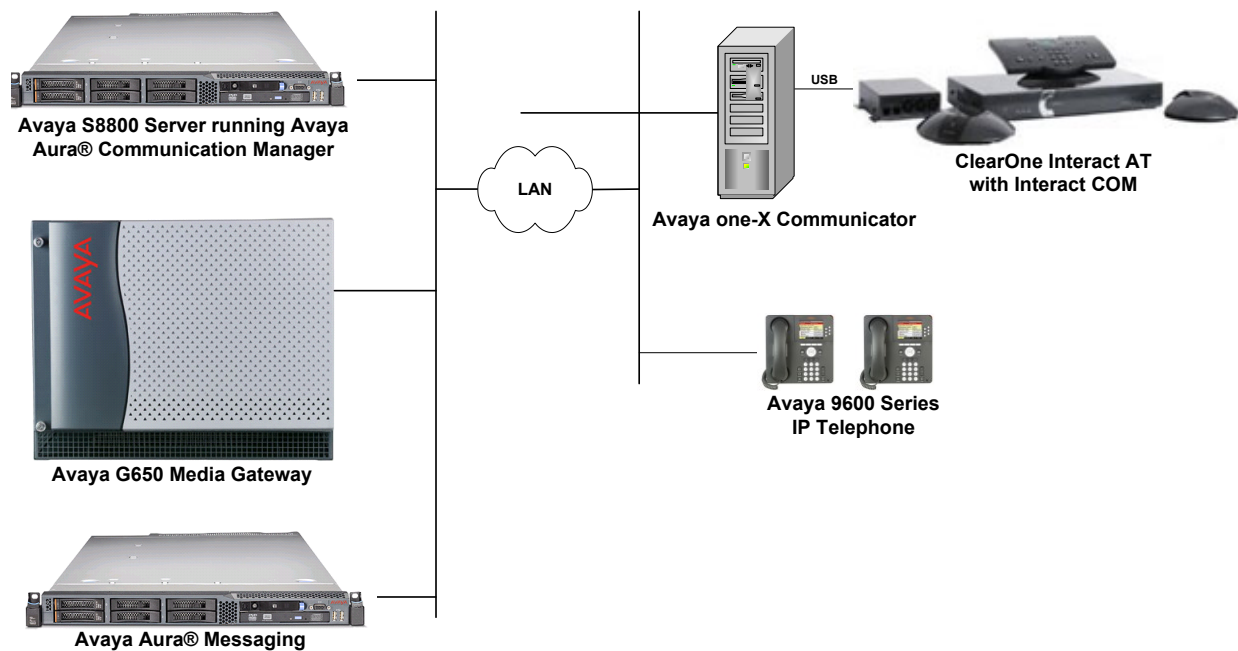 Avaya S8800 Server running Avaya
Aura® Communication Manager
AVAYA
Avaya G650 Media Gateway
Avaya Aura® Messaging
LAN
USB
Avaya one-X Communicator
ClearOne Interact AT
with Interact COM
Avaya 9600 Series
IP Telephone